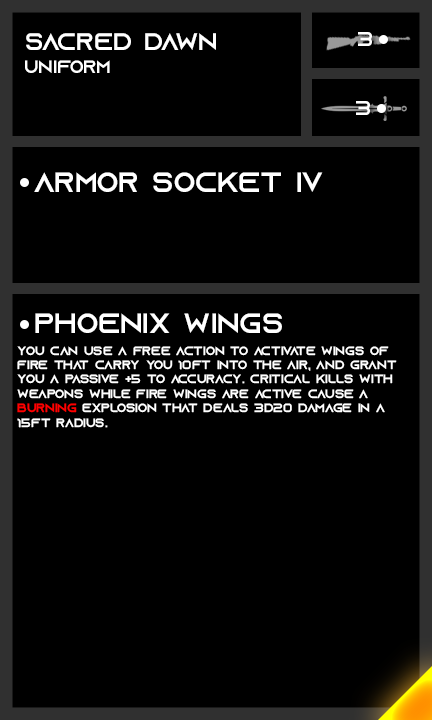 SACRED DAWN
UNIFORM
3•
3•
•ARMOR SOCKET IV
•PHOENIX WINGS
YOU CAN USE A FREE ACTION TO ACTIVATE WINGS OF
FIRE THAT CARRY YOU 10FT INTO THE AIR, AND GRANT
YOU A PASSIVE +5 TO ACCURACY. CRITICAL KILLS WITH
WEAPONS WHILE FIRE WINGS ARE ACTIVE CAUSE A
BURNING EXPLOSION THAT DEALS 3D20 DAMAGE IN A
15FT RADIUS.